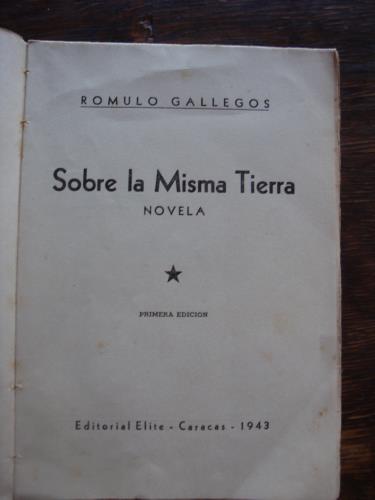 ROMULO GALLEGOS
Sobre la Misma Tierra
NOVELA
PRIMERA EDICION
Editorial Elite - Caracas - 1943